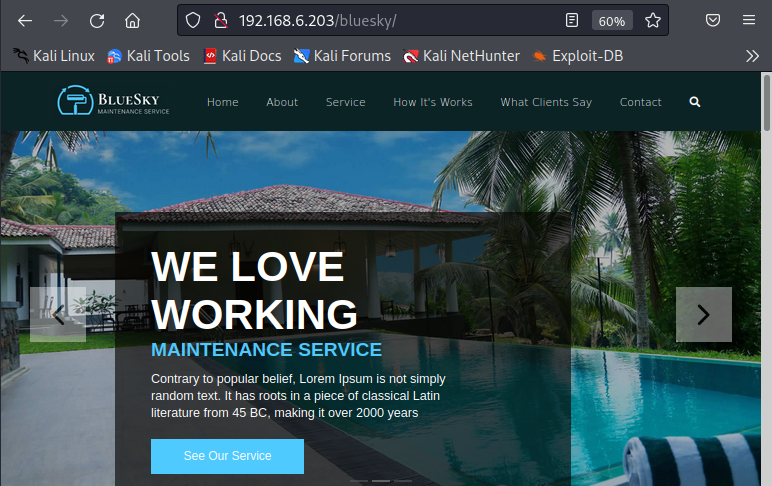 192.168.6.203/bluesky/
60%
Kali Linux
Kali Tools
Kali Docs
Kali Forums
Kali NetHunter
Exploit-DB
BLUESKY
MAINTENANCE SERVICE
Home
About
Service
How It's Works
What Clients Say
Contact
WE LOVE
WORKING
MAINTENANCE SERVICE
Contrary to popular belief, Lorem Ipsum is not simply
random text. It has roots in a piece of classical Latin
literature from 45 BC, making it over 2000 years
See Our Service